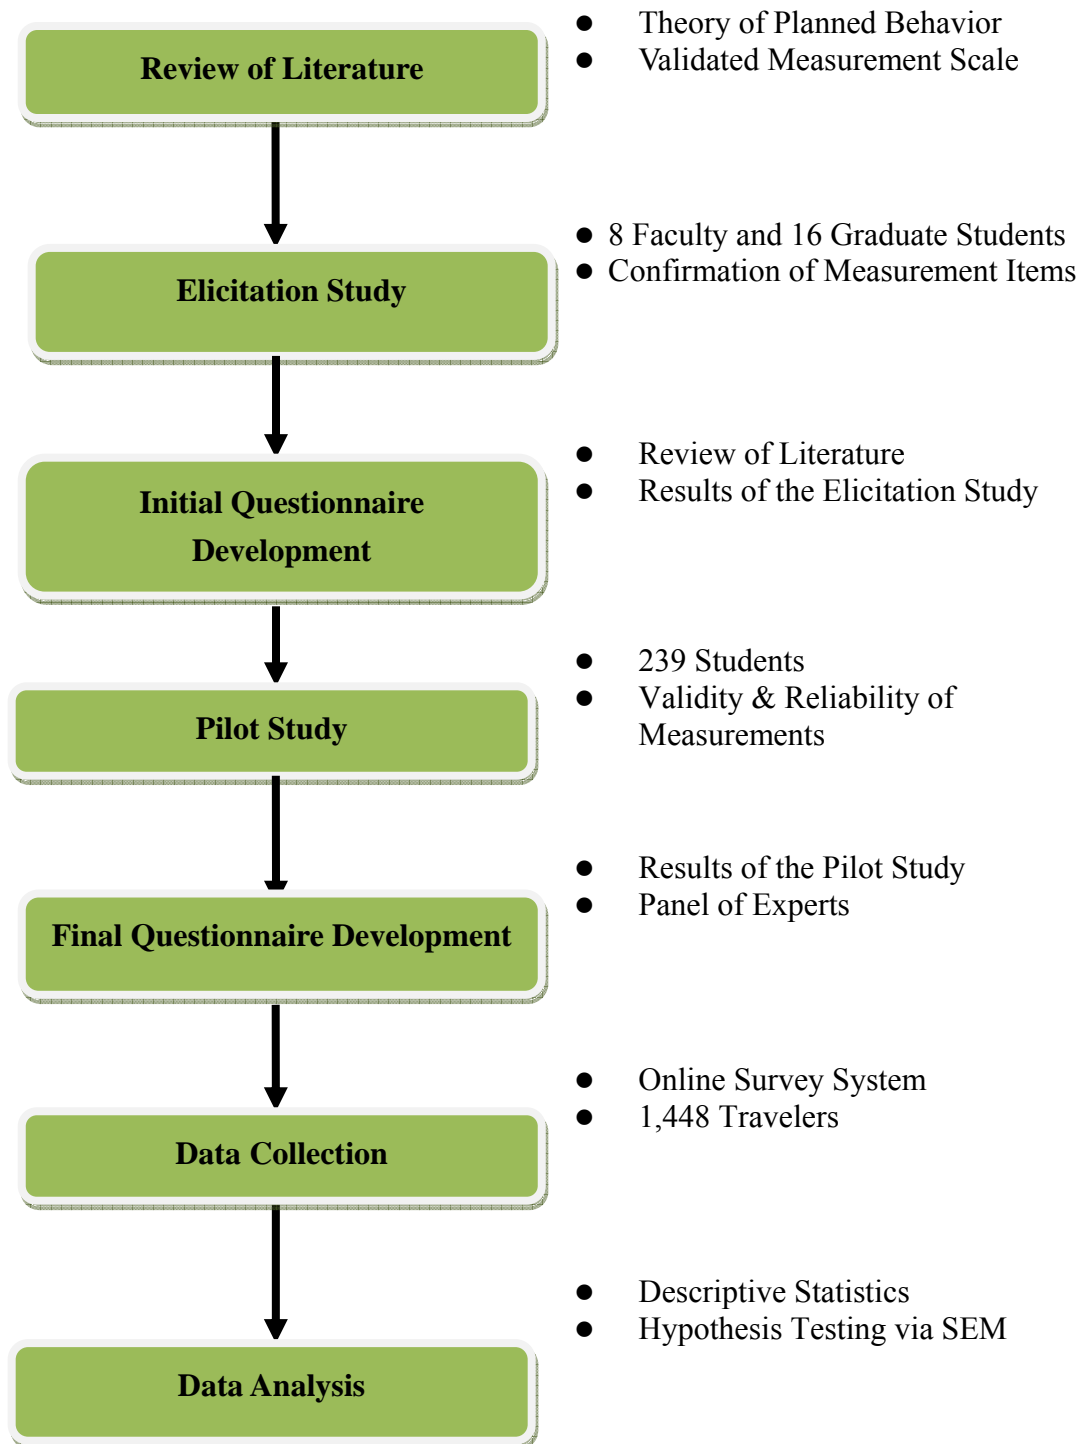 Review of Literature
● Theory of Planned Behavior
● Validated Measurement Scale
Elicitation Study
● 8 Faculty and 16 Graduate Students
● Confirmation of Measurement Items
Initial Questionnaire
Development
● Review of Literature
● Results of the Elicitation Study
Pilot Study
● 239 Students
● Validity & Reliability of
Measurements
Final Questionnaire Development
● Results of the Pilot Study
● Panel of Experts
Data Collection
● Online Survey System
● 1,448 Travelers
Data Analysis
● Descriptive Statistics
● Hypothesis Testing via SEM